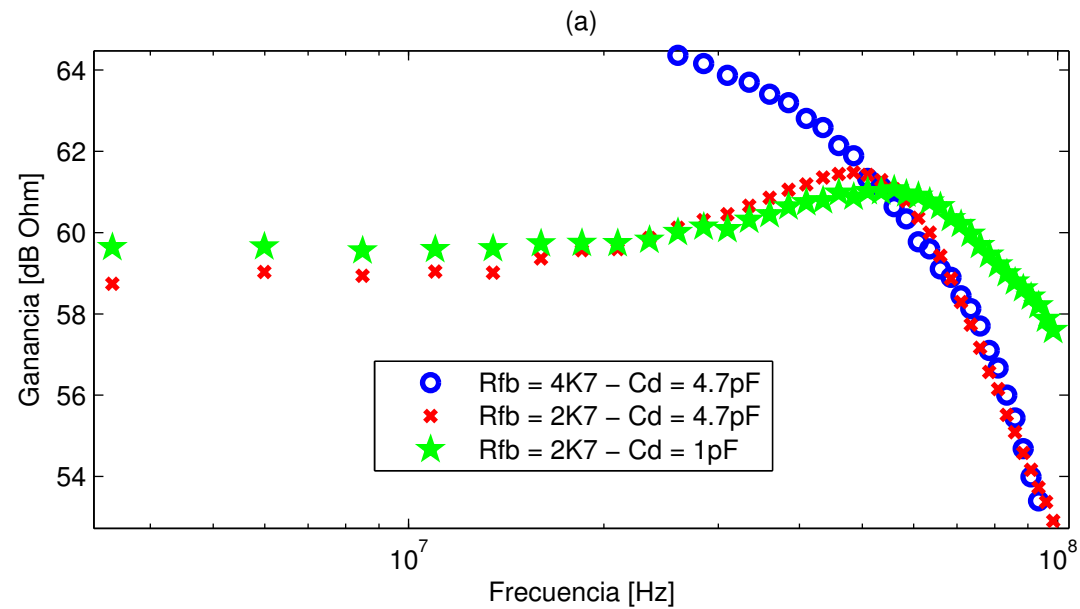 (a)
Ganancia [dB Ohm]
64
62
60
58
56
54
Rfb = 4K7 − Cd = 4.7pF
Rfb = 2K7 − Cd = 4.7pF
Rfb = 2K7 − Cd = 1pF
10^7
10^8
Frecuencia [Hz]